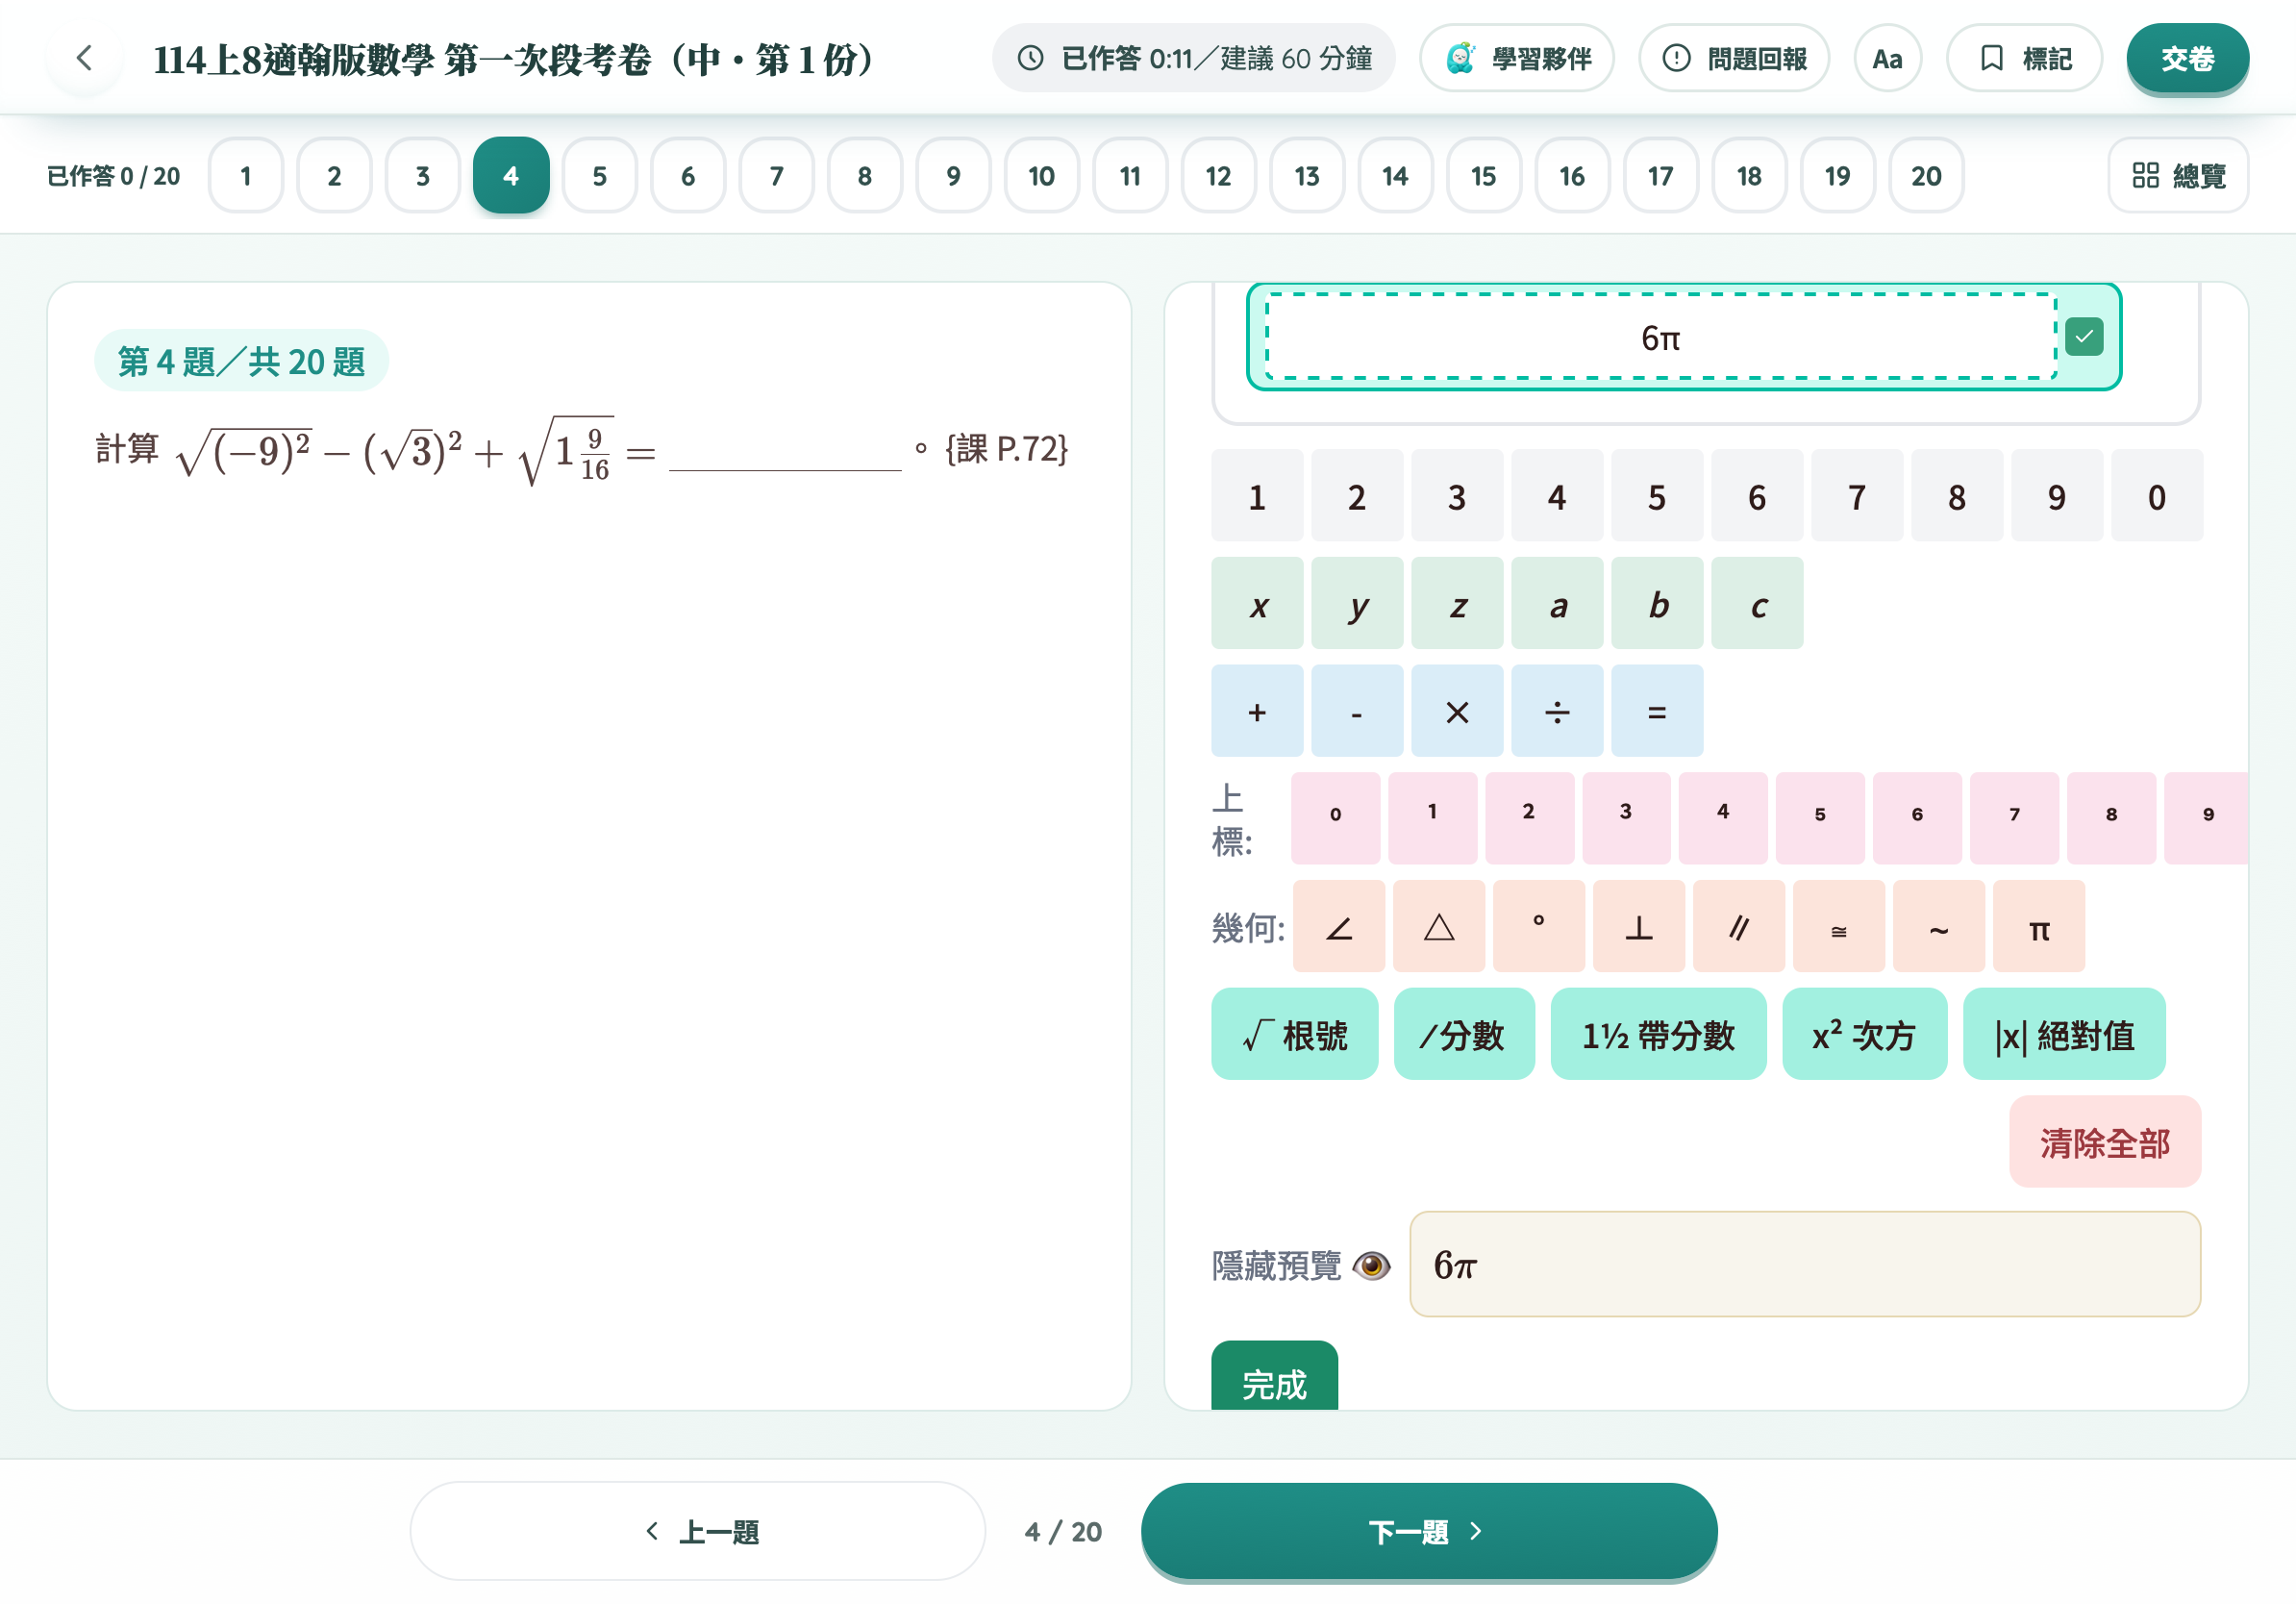 114上8適翰版數學 第一次段考卷（中・第 1 份）
已作答 0:11／建議 60 分鐘
學習夥伴
問題回報
Aa
標記
交卷
已作答 0 / 20
1 2 3 4 5 6 7 8 9 10 11 12 13 14 15 16 17 18 19 20
總覽
第 4 題／共 20 題
計算 √(−9)² − (√3)² + √1 9/16 = ________ 。 {課 P.72}
6π
1 2 3 4 5 6 7 8 9 0
x y z a b c
+ - × ÷ =
上標: ⁰ ¹ ² ³ ⁴ ⁵ ⁶ ⁷ ⁸ ⁹
幾何: ∠ △ ° ⊥ // ≅ ~ π
√‾ 根號 ∕分數 1½ 帶分數 x² 次方 |x| 絕對值
清除全部
隱藏預覽 👁 6π
完成
上一題
4 / 20
下一題